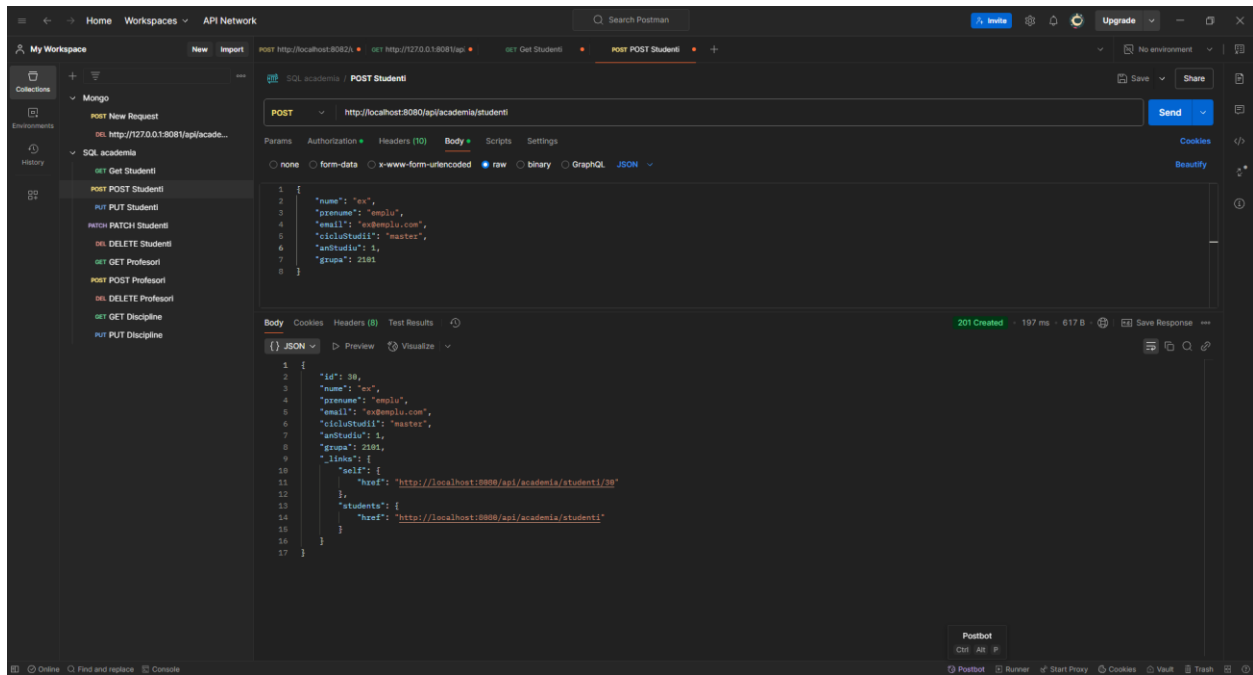 Home Workspaces API Network Search Postman Invite Upgrade
My Workspace New Import POST http://localhost:8082/ GET http://127.0.0.1:8081/api GET Get Studenti POST POST Studenti No environment
Collections
Environments
History
Mongo
POST New Request
DEL http://127.0.0.1:8081/api/acade...
SQL academia
GET Get Studenti
POST POST Studenti
PUT PUT Studenti
PATCH PATCH Studenti
DEL DELETE Studenti
GET GET Profesori
POST POST Profesori
DEL DELETE Profesori
GET GET Discipline
PUT PUT Discipline
SQL academia / POST Studenti Save Share
POST http://localhost:8080/api/academia/studenti Send
Params Authorization Headers (10) Body Scripts Settings Cookies
none form-data x-www-form-urlencoded raw binary GraphQL JSON Beautify
1 {
2 "nume": "ex",
3 "prenume": "emplu",
4 "email": "ex@emplu.com",
5 "cicluStudii": "master",
6 "anStudiu": 1,
7 "grupa": 2101
8 }
Body Cookies Headers (8) Test Results 201 Created 197 ms 617 B Save Response
{} JSON Preview Visualize
1 {
2 "id": 30,
3 "nume": "ex",
4 "prenume": "emplu",
5 "email": "ex@emplu.com",
6 "cicluStudii": "master",
7 "anStudiu": 1,
8 "grupa": 2101,
9 "_links": {
10 "self": {
11 "href": "http://localhost:8080/api/academia/studenti/30"
12 },
13 "students": {
14 "href": "http://localhost:8080/api/academia/studenti"
15 }
16 }
17 }
Postbot
Ctrl Alt P
Online Find and replace Console Postbot Runner Start Proxy Cookies Vault Trash